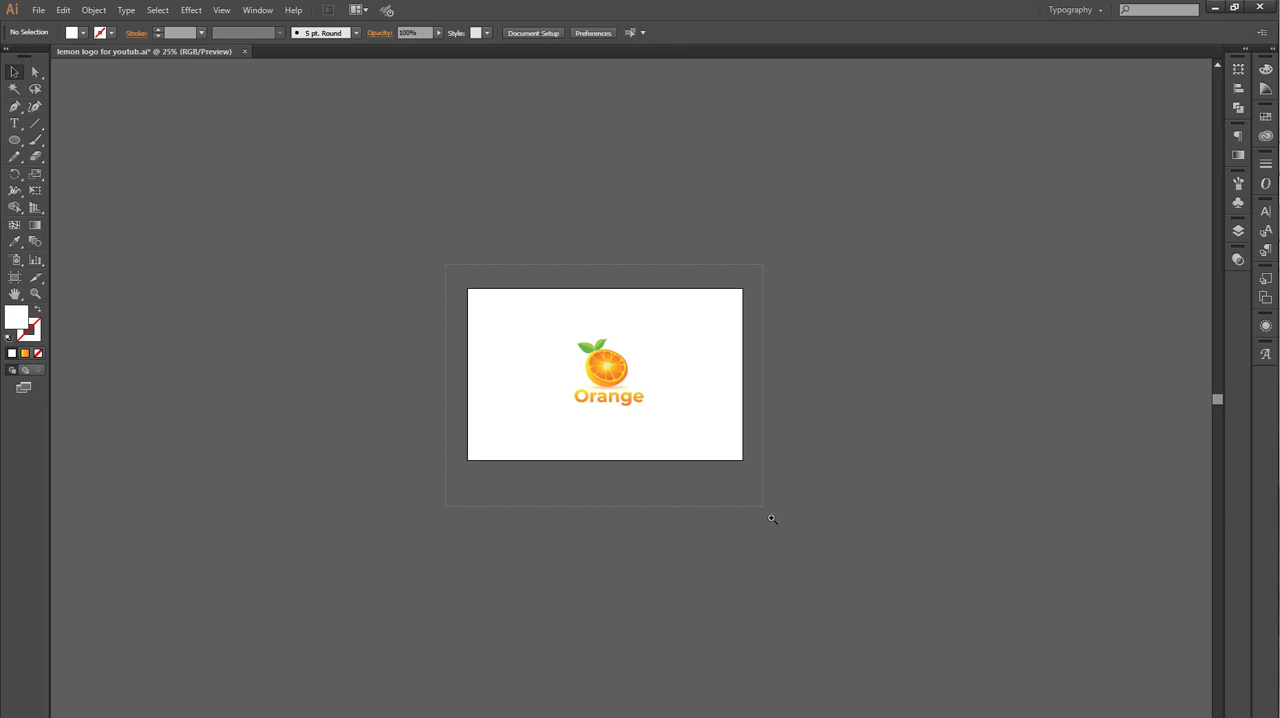 Ai File Edit Object Type Select Effect View Window Help Typography
No Selection Stroke: 5 pt. Round Opacity: 100% Style: Document Setup Preferences
lemon logo for youtub.ai* @ 25% (RGB/Preview) ×
Orange